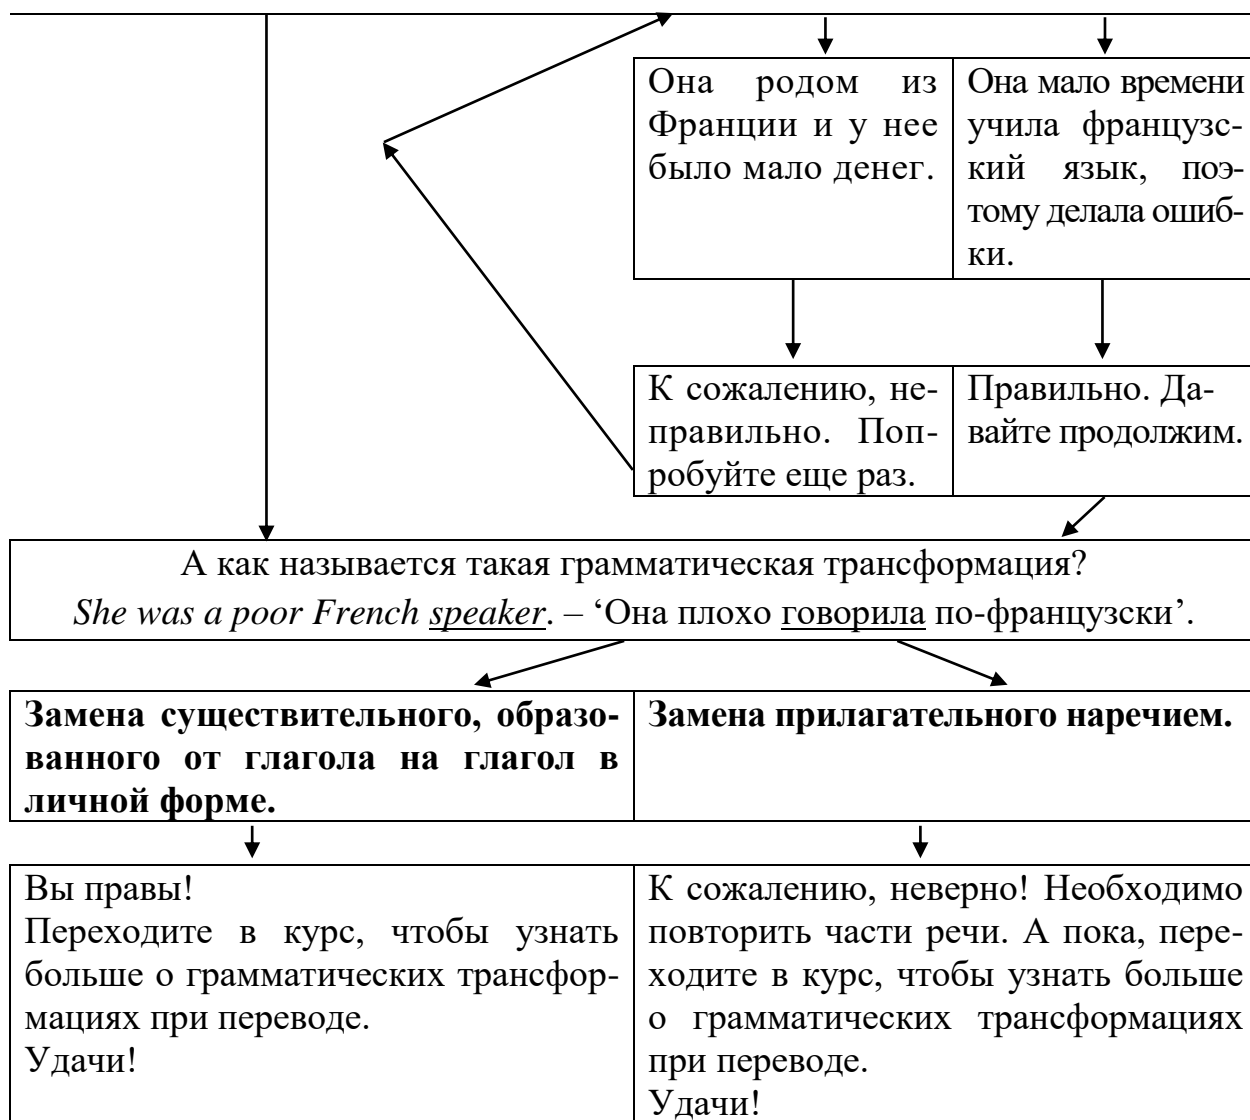 Она родом из
Франции и у нее
было мало денег.
Она мало времени
учила французс-
кий язык, поэ-
тому делала ошиб-
ки.
К сожалению, не-
правильно. Поп-
робуйте еще раз.
Правильно. Да-
вайте продолжим.
А как называется такая грамматическая трансформация?
She was a poor French speaker. – ‘Она плохо говорила по-французски’.
Замена существительного, образо-
ванного от глагола на глагол в
личной форме.
Замена прилагательного наречием.
Вы правы!
Переходите в курс, чтобы узнать
больше о грамматических трансфор-
мациях при переводе.
Удачи!
К сожалению, неверно! Необходимо
повторить части речи. А пока, пере-
ходите в курс, чтобы узнать больше
о грамматических трансформациях
при переводе.
Удачи!